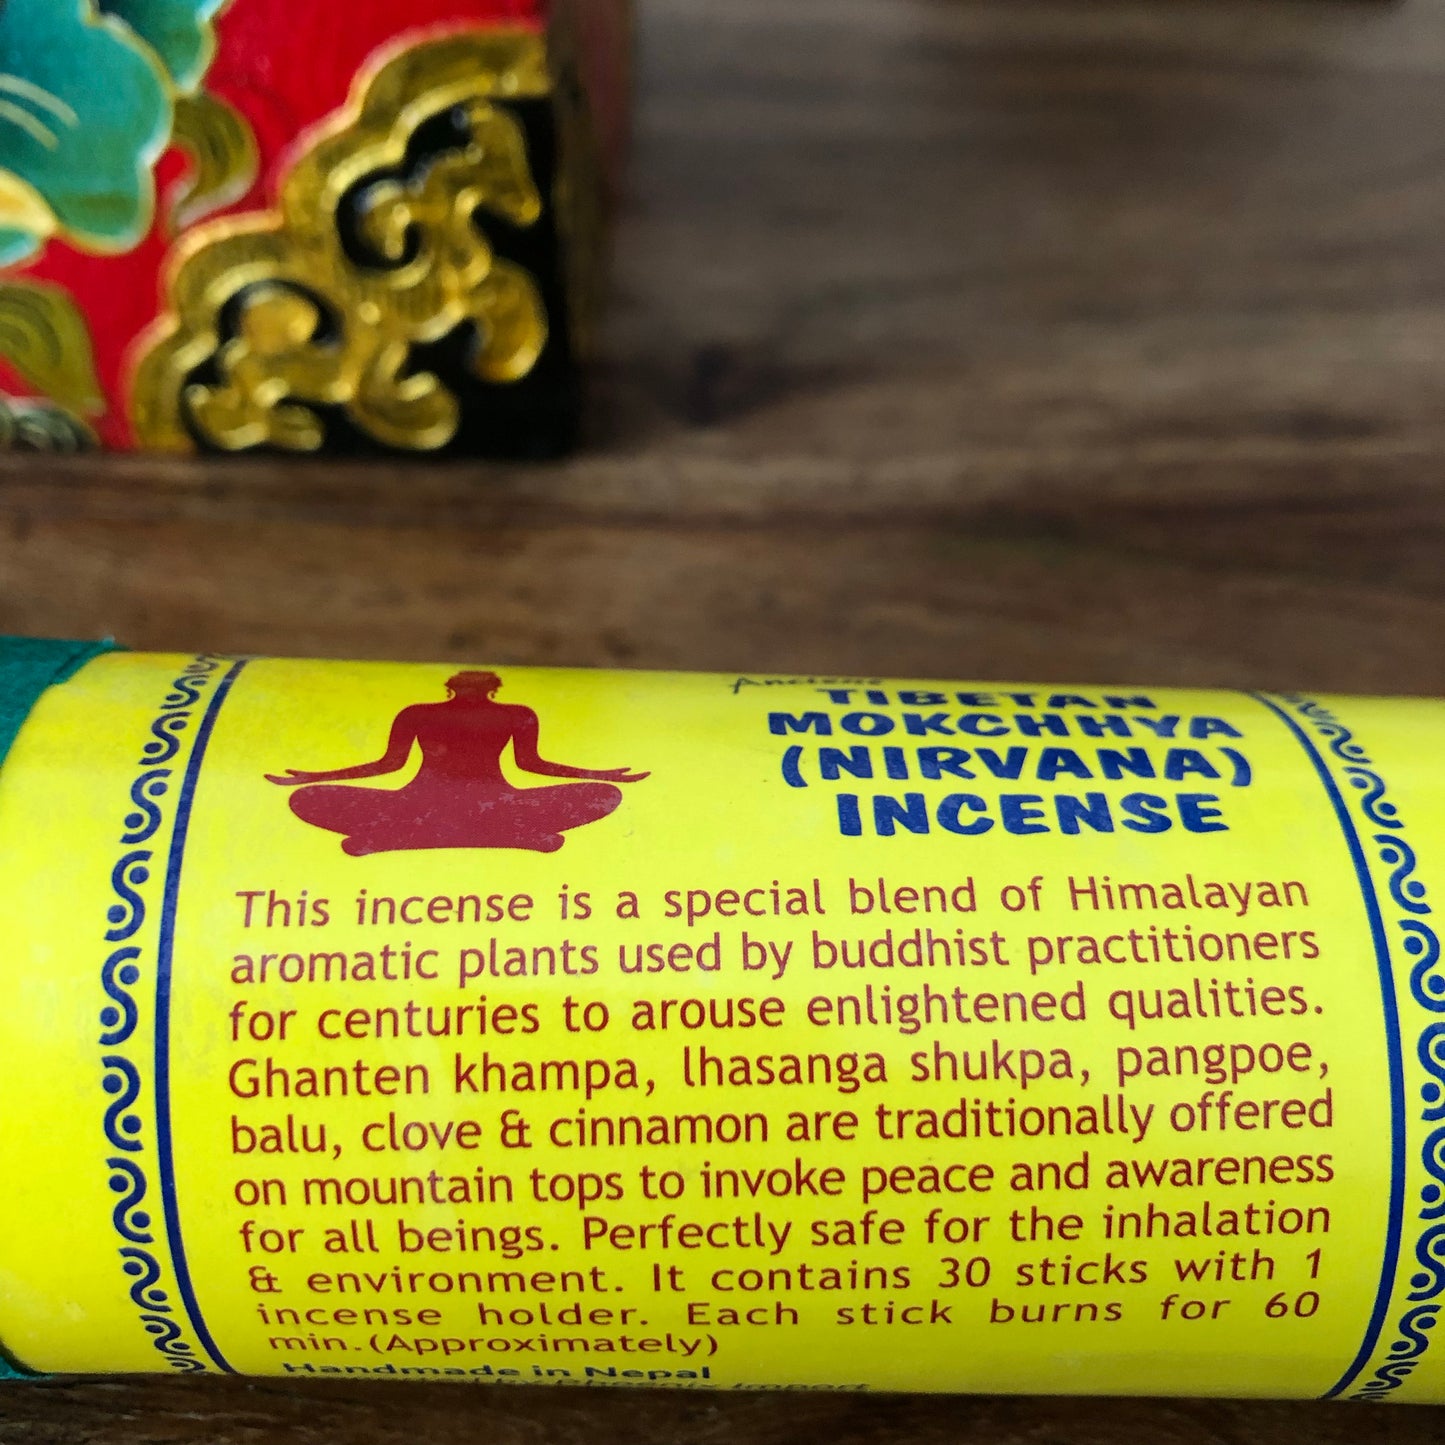 Ancient
TIBETAN
MOKCHHYA
(NIRVANA)
INCENSE
This incense is a special blend of Himalayan
aromatic plants used by buddhist practitioners
for centuries to arouse enlightened qualities.
Ghanten khampa, lhasanga shukpa, pangpoe,
balu, clove & cinnamon are traditionally offered
on mountain tops to invoke peace and awareness
for all beings. Perfectly safe for the inhalation
& environment. It contains 30 sticks with 1
incense holder. Each stick burns for 60
min.(Approximately)
Handmade in Nepal
Import